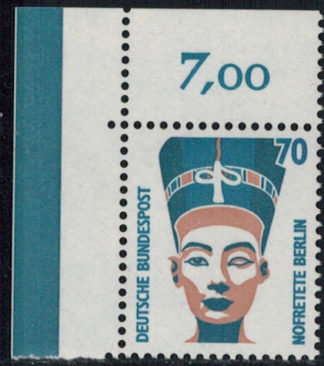 7,00
70
DEUTSCHE BUNDESPOST
NOFRETETE BERLIN